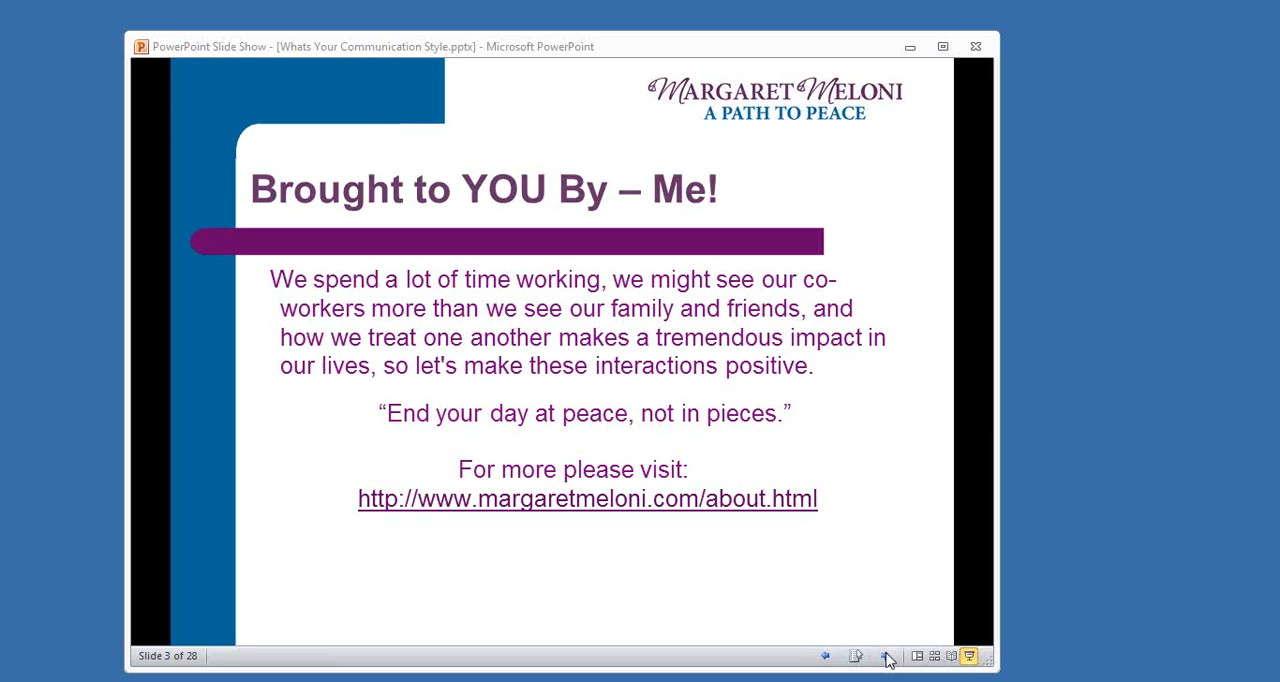 PowerPoint Slide Show - [Whats Your Communication Style.pptx] - Microsoft PowerPoint
MARGARET MELONI
A PATH TO PEACE
Brought to YOU By – Me!
We spend a lot of time working, we might see our co-
workers more than we see our family and friends, and
how we treat one another makes a tremendous impact in
our lives, so let's make these interactions positive.
“End your day at peace, not in pieces.”
For more please visit:
http://www.margaretmeloni.com/about.html
Slide 3 of 28